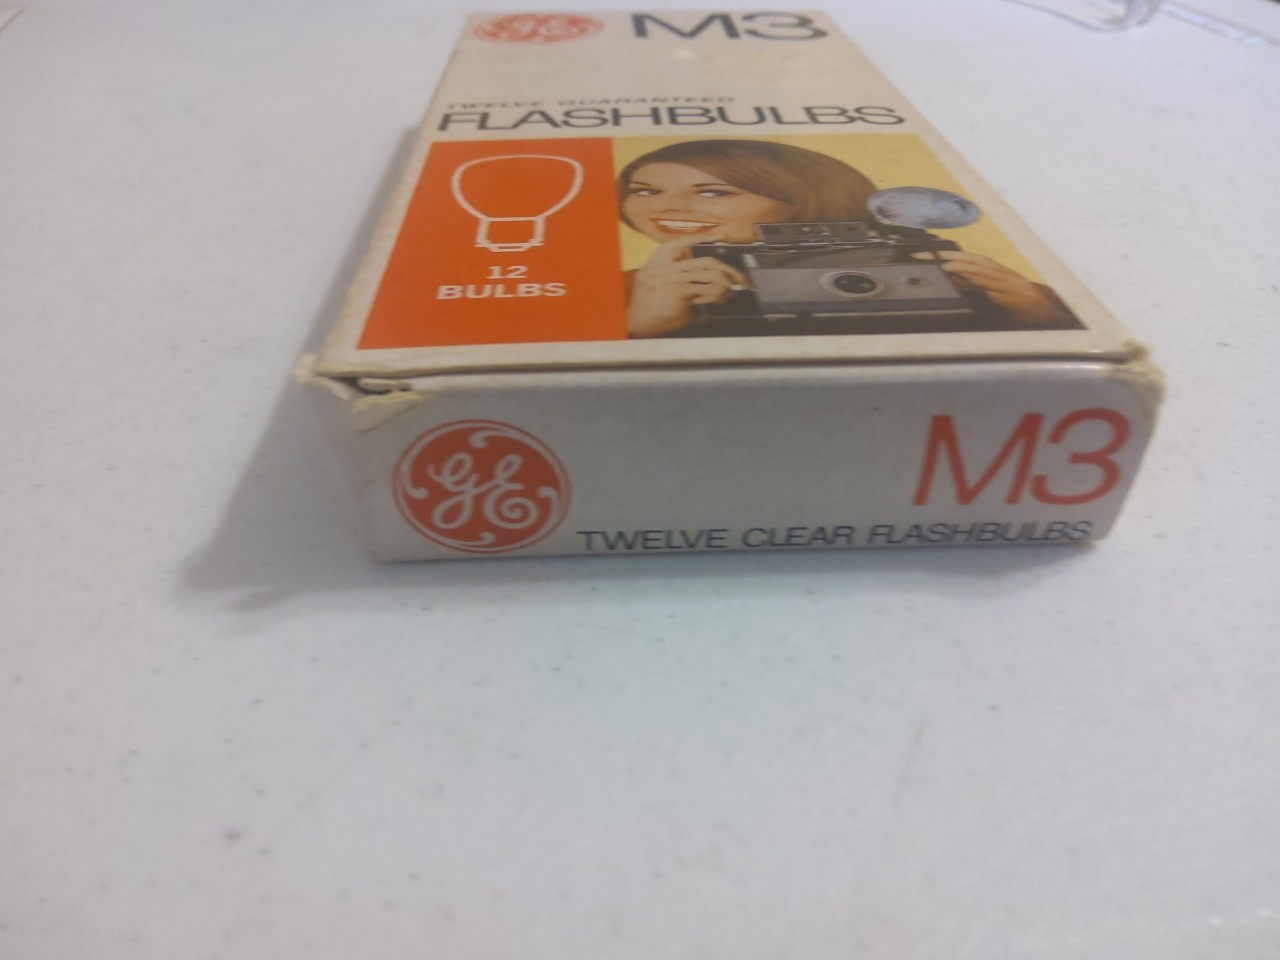 GE M3
TWELVE GUARANTEED
FLASHBULBS
12
BULBS
GE M3
TWELVE CLEAR FLASHBULBS